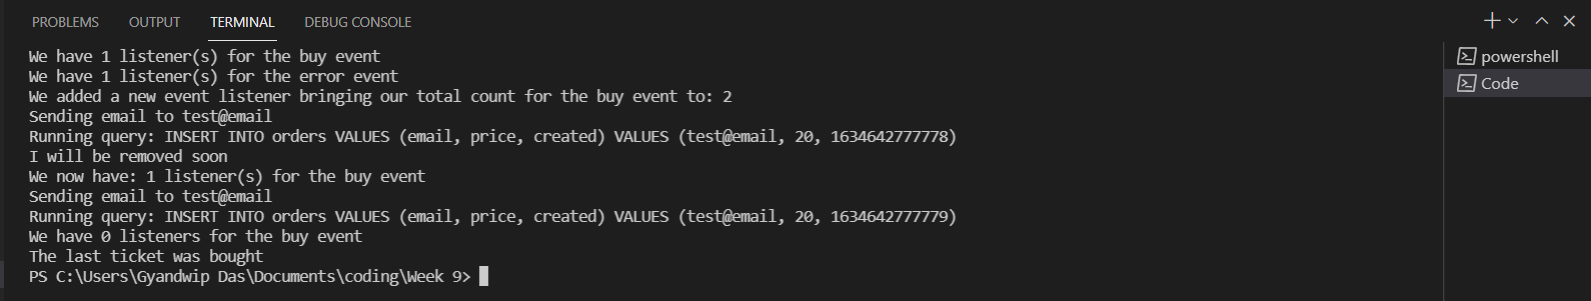 PROBLEMS OUTPUT TERMINAL DEBUG CONSOLE
We have 1 listener(s) for the buy event
We have 1 listener(s) for the error event
We added a new event listener bringing our total count for the buy event to: 2
Sending email to test@email
Running query: INSERT INTO orders VALUES (email, price, created) VALUES (test@email, 20, 1634642777778)
I will be removed soon
We now have: 1 listener(s) for the buy event
Sending email to test@email
Running query: INSERT INTO orders VALUES (email, price, created) VALUES (test@email, 20, 1634642777779)
We have 0 listeners for the buy event
The last ticket was bought
PS C:\Users\Gyandwip Das\Documents\coding\Week 9>
powershell
Code